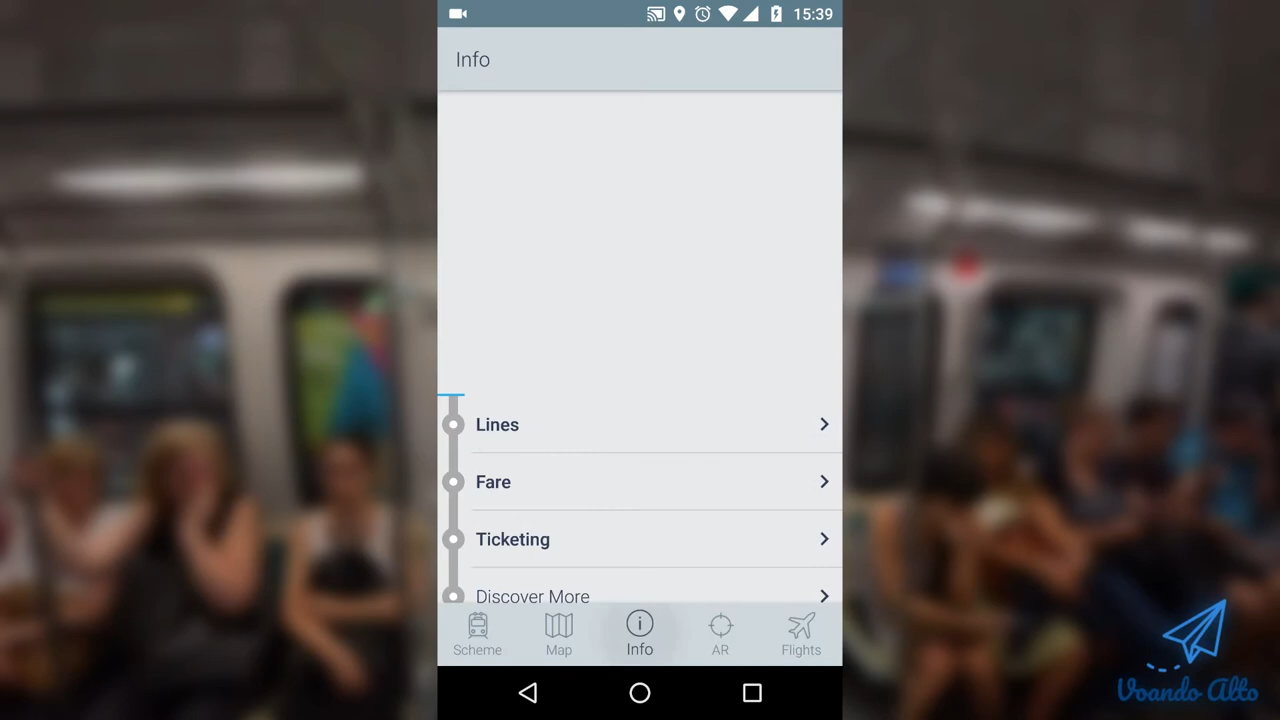 15:39
Info
Lines
Fare
Ticketing
Discover More
Scheme Map Info AR Flights
Voando Alto